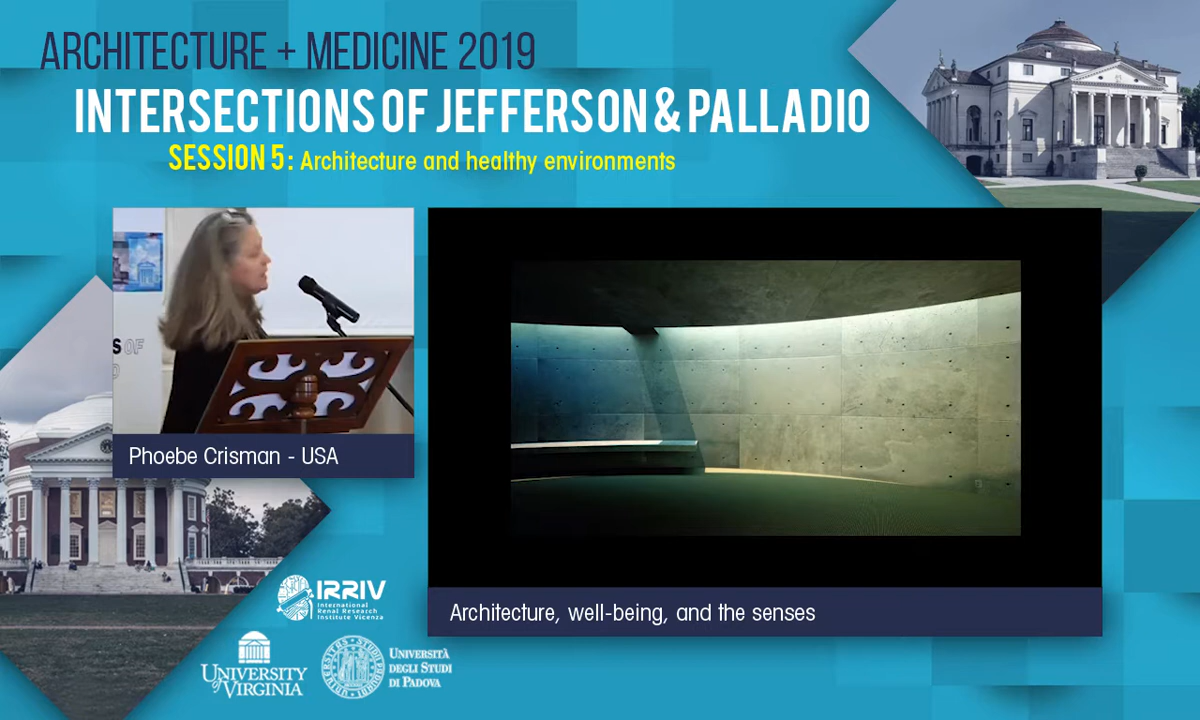 ARCHITECTURE + MEDICINE 2019
INTERSECTIONS OF JEFFERSON & PALLADIO
SESSION 5: Architecture and healthy environments
S OF
Phoebe Crisman - USA
Architecture, well-being, and the senses
IRRIV
International
Renal Research
Institute Vicenza
UNIVERSITY
of VIRGINIA
UNIVERSITÀ
DEGLI STUDI
DI PADOVA